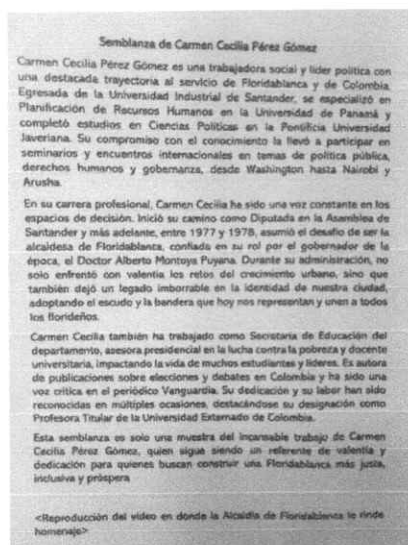 Semblanza de Carmen Cecilia Pérez Gómez
Carmen Cecilia Pérez Gómez es una trabajadora social y líder política con
una destacada trayectoria al servicio de Floridablanca y de Colombia.
Egresada de la Universidad Industrial de Santander, se especializó en
Planificación de Recursos Humanos en la Universidad de Panamá y
completó estudios en Ciencias Políticas en la Pontificia Universidad
Javeriana. Su compromiso con el conocimiento la llevó a participar en
seminarios y encuentros internacionales en temas de política pública,
derechos humanos y gobernanza, desde Washington hasta Nairobi y
Arusha.
En su carrera profesional, Carmen Cecilia ha sido una voz constante en los
espacios de decisión. Inició su camino como Diputada en la Asamblea de
Santander y más adelante, entre 1977 y 1978, asumió el desafío de ser la
alcaldesa de Floridablanca, confiada en su rol por el gobernador de la
época, el Doctor Alberto Montoya Puyana. Durante su administración, no
solo enfrentó con valentía los retos del crecimiento urbano, sino que
también dejó un legado imborrable en la identidad de nuestra ciudad,
adoptando el escudo y la bandera que hoy nos representan y unen a todos
los florideños.
Carmen Cecilia también ha trabajado como Secretaria de Educación del
departamento, asesora presidencial en la lucha contra la pobreza y docente
universitaria, impactando la vida de muchos estudiantes y líderes. Es autora
de publicaciones sobre elecciones y debates en Colombia y ha sido una
voz crítica en el periódico Vanguardia. Su dedicación y su labor han sido
reconocidas en múltiples ocasiones, destacándose su designación como
Profesora Titular de la Universidad Externado de Colombia.
Esta semblanza es solo una muestra del incansable trabajo de Carmen
Cecilia Pérez Gómez, quien sigue siendo un referente de valentía y
dedicación para quienes buscan construir una Floridablanca más justa,
inclusiva y próspera
<Reproducción del video en donde la Alcaldía de Floridablanca le rinde
homenaje>